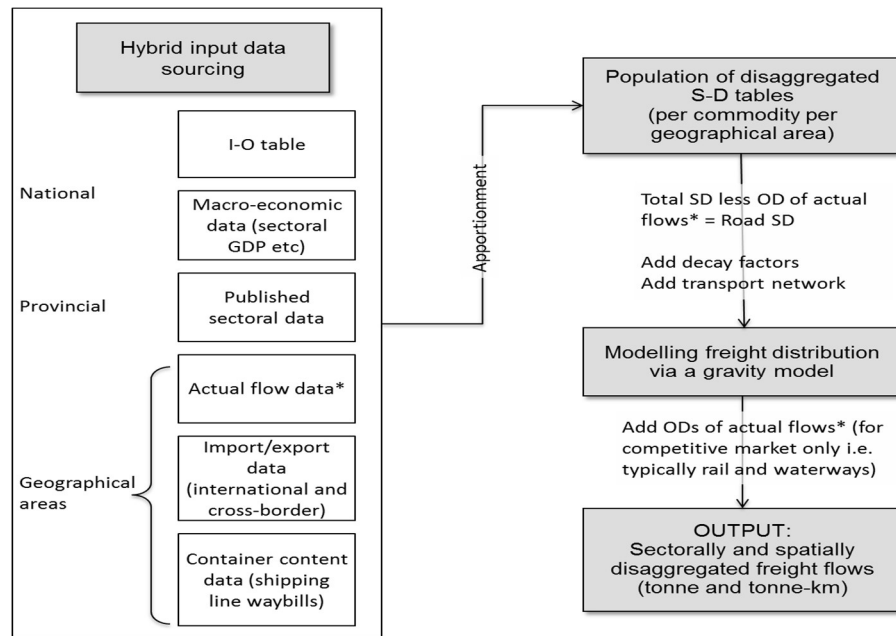 Hybrid input data
sourcing
National
I-O table
Macro-economic
data (sectoral
GDP etc)
Provincial
Published
sectoral data
Geographical
areas
Actual flow data*
Import/export
data
(international and
cross-border)
Container content
data (shipping
line waybills)
Apportionment
Population of disaggregated
S-D tables
(per commodity per
geographical area)
Total SD less OD of actual
flows* = Road SD
Add decay factors
Add transport network
Modelling freight distribution
via a gravity model
Add ODs of actual flows* (for
competitive market only i.e.
typically rail and waterways)
OUTPUT:
Sectorally and spatially
disaggregated freight flows
(tonne and tonne-km)